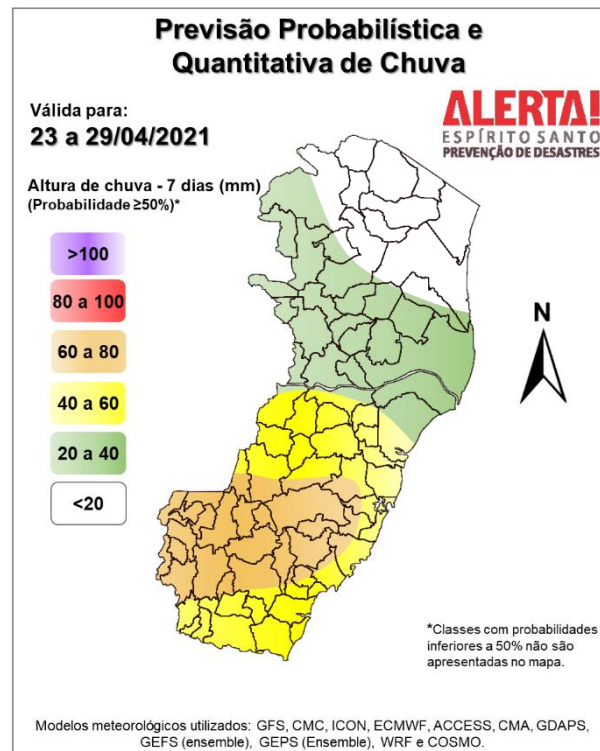 Previsão Probabilística e
Quantitativa de Chuva
Válida para:
23 a 29/04/2021
ALERTA!
ESPÍRITO SANTO
PREVENÇÃO DE DESASTRES
Altura de chuva - 7 dias (mm)
(Probabilidade ≥50%)*
>100
80 a 100
60 a 80
40 a 60
20 a 40
<20
N
*Classes com probabilidades
inferiores a 50% não são
apresentadas no mapa.
Modelos meteorológicos utilizados: GFS, CMC, ICON, ECMWF, ACCESS, CMA, GDAPS,
GEFS (ensemble), GEPS (Ensemble), WRF e COSMO.